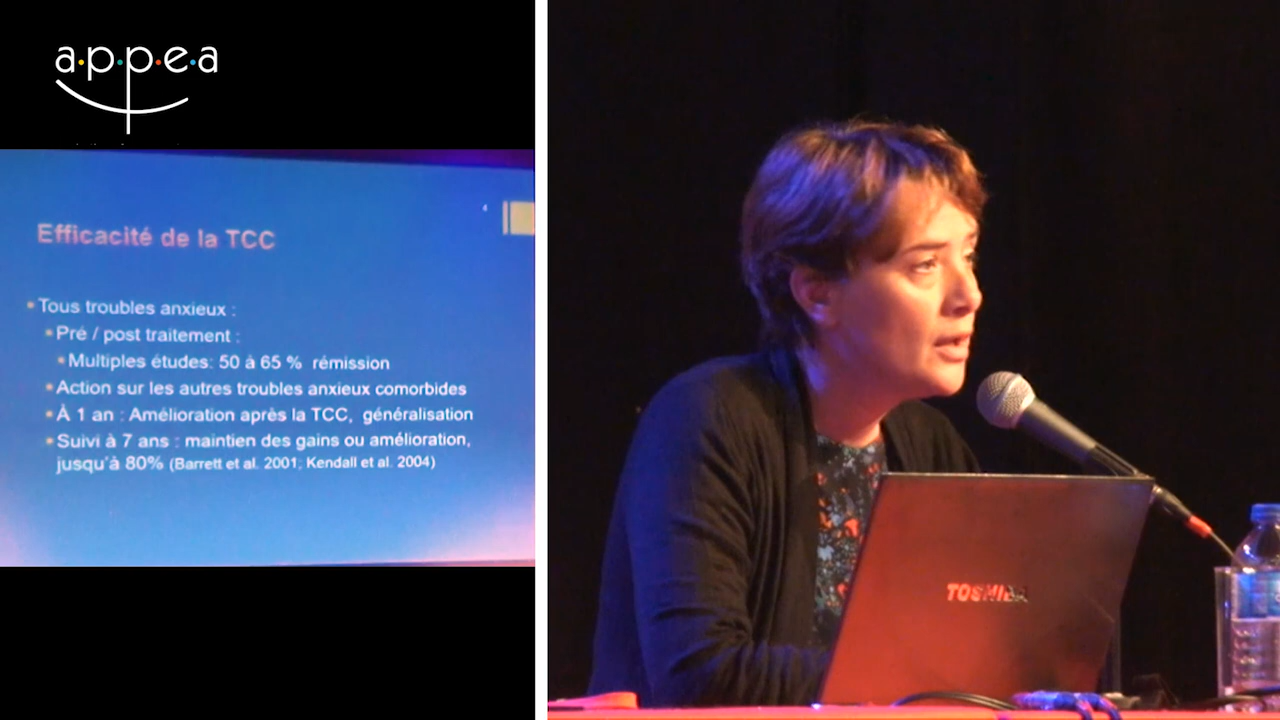 a·p·p·e·a
Efficacité de la TCC
Tous troubles anxieux :
Pré / post traitement :
Multiples études: 50 à 65 % rémission
Action sur les autres troubles anxieux comorbides
À 1 an : Amélioration après la TCC, généralisation
Suivi à 7 ans : maintien des gains ou amélioration,
jusqu'à 80% (Barrett et al. 2001; Kendall et al. 2004)
TOSHIBA